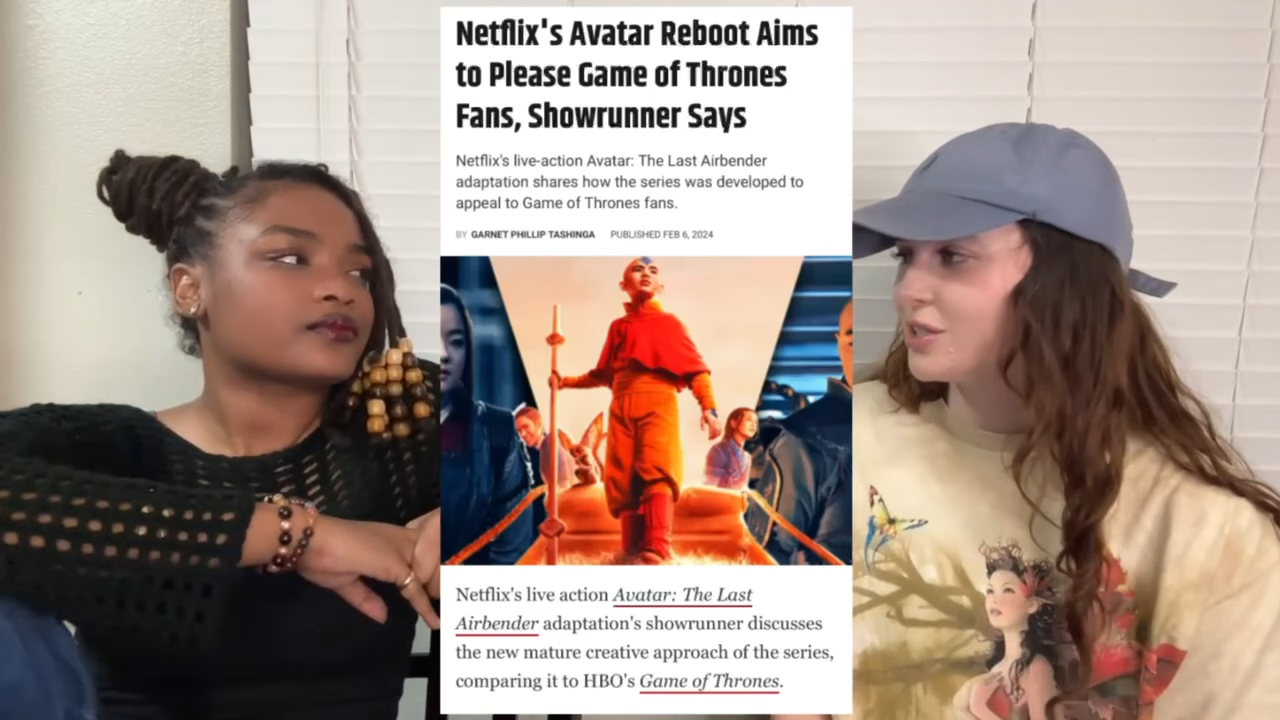 Netflix's Avatar Reboot Aims
to Please Game of Thrones
Fans, Showrunner Says
Netflix's live-action Avatar: The Last Airbender
adaptation shares how the series was developed to
appeal to Game of Thrones fans.
BY GARNET PHILLIP TASHINGA PUBLISHED FEB 6, 2024
Netflix's live action Avatar: The Last
Airbender adaptation's showrunner discusses
the new mature creative approach of the series,
comparing it to HBO's Game of Thrones.